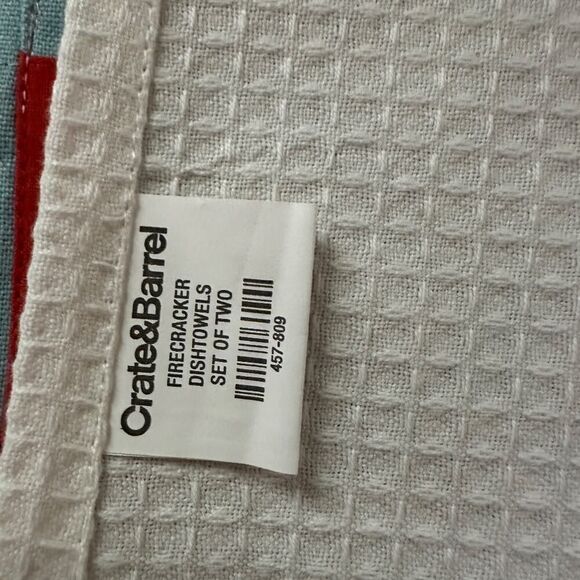 Crate&Barrel
FIRECRACKER
DISHTOWELS
SET OF TWO
457-809